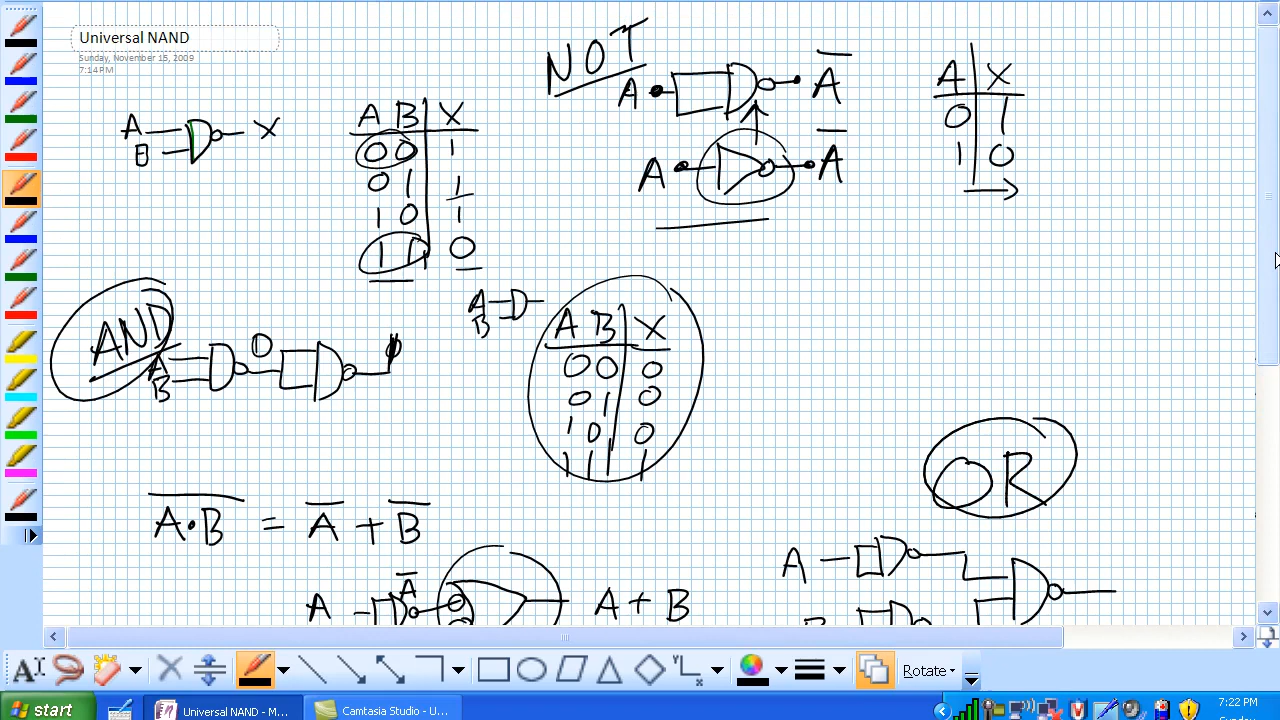 Universal NAND
Sunday, November 15, 2009
7:14 PM
NOT
A A̅
A X
0 1
1 0
A B X
A
B
X
0 0 1
0 1 1
1 0 1
1 1 0
A A̅
AND
A
B
0
A
B
A B X
0 0 0
0 1 0
1 0 0
1 1 1
OR
A̅·̅B̅ = A̅ + B̅
A
A A̅ A + B
Rotate
start
Universal NAND - M...
Camtasia Studio - U...
7:22 PM
Sunday